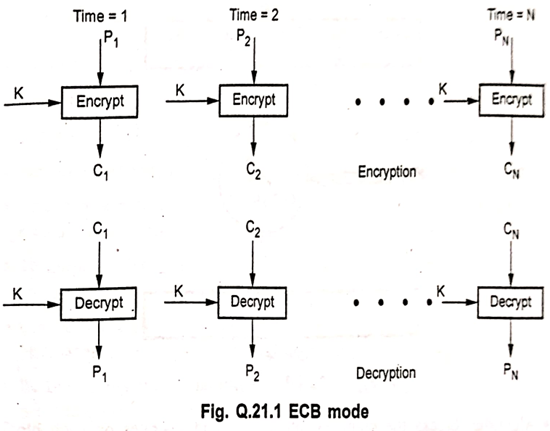 Time = 1 Time = 2 Time = N
P1 P2 PN
K Encrypt K Encrypt K Encrypt
C1 C2 Encryption CN
C1 C2 CN
K Decrypt K Decrypt K Decrypt
P1 P2 Decryption PN
Fig. Q.21.1 ECB mode